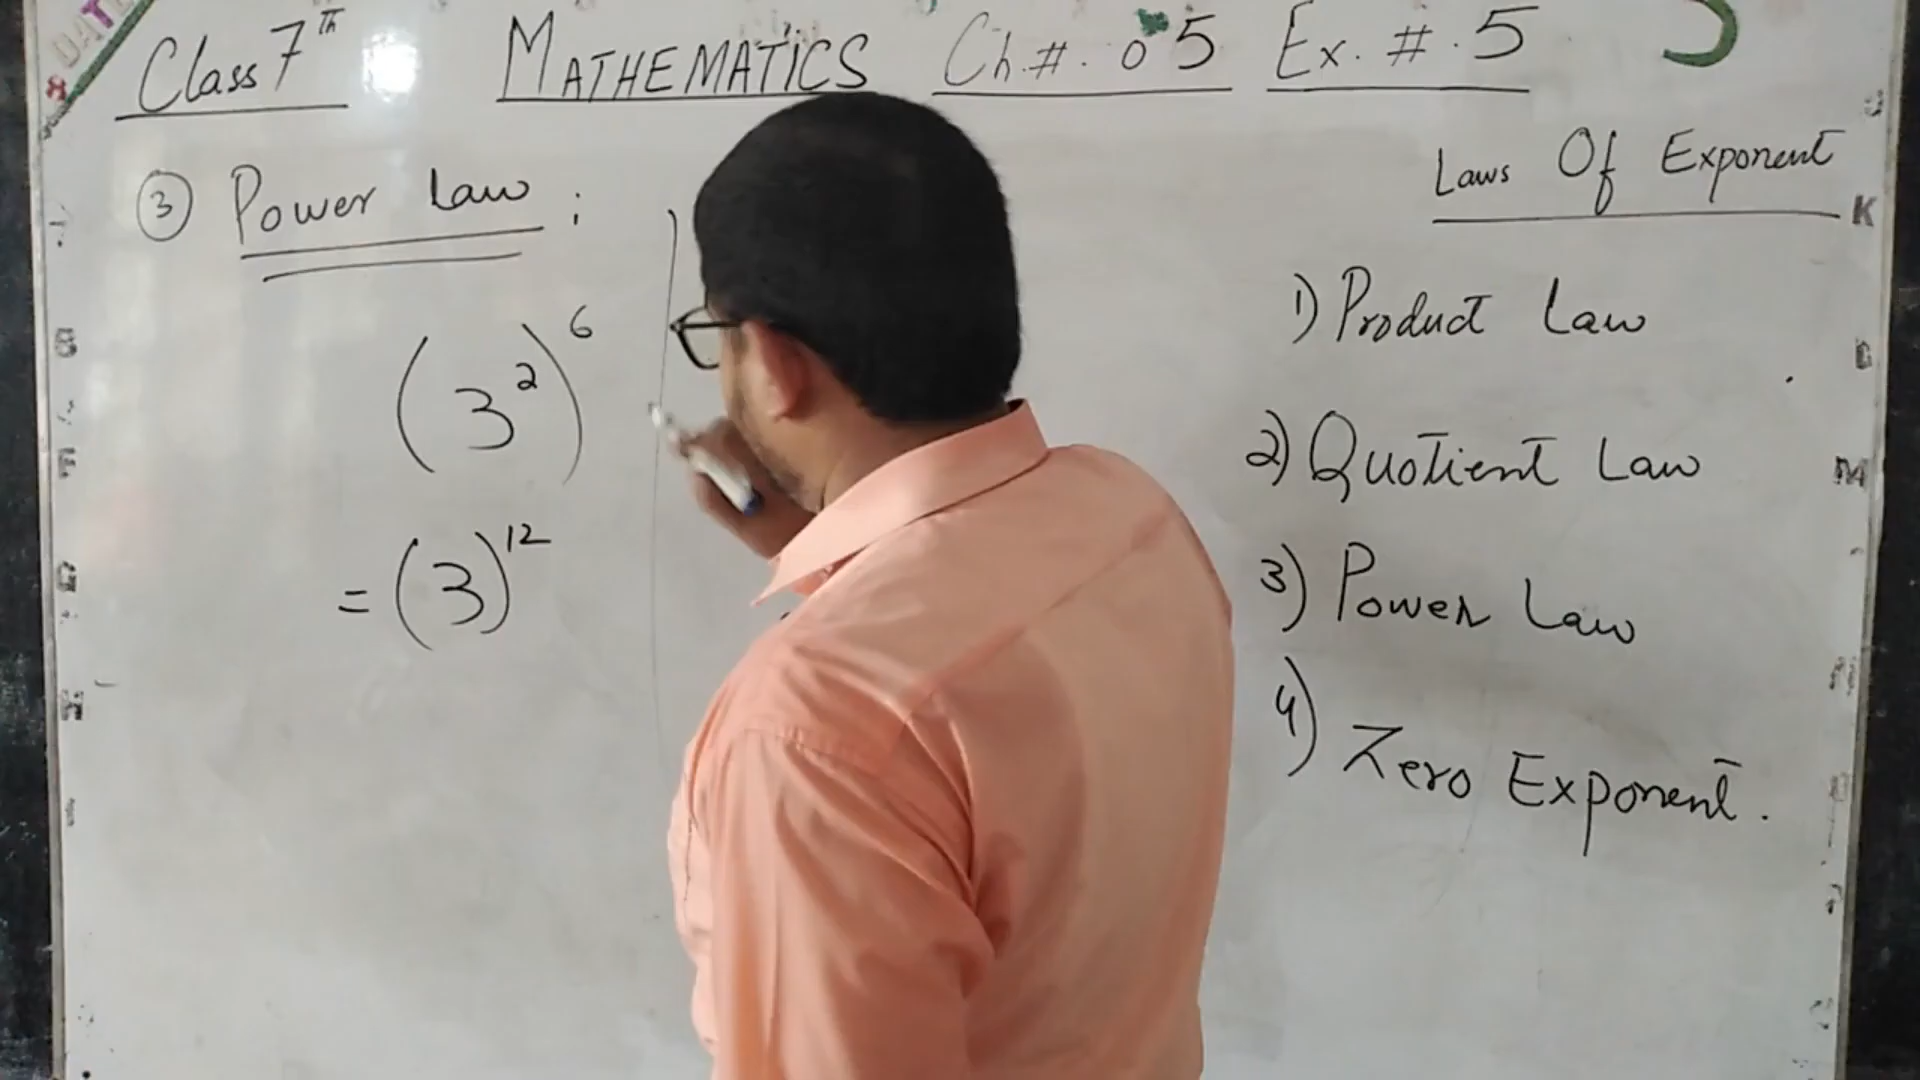 Class 7th MATHEMATICS Ch.#. 05 Ex. #. 5
Laws Of Exponent
③ Power Law :
(3²)⁶
= (3)¹²
1) Product Law
2) Quotient Law
3) Power Law
4) Zero Exponent.